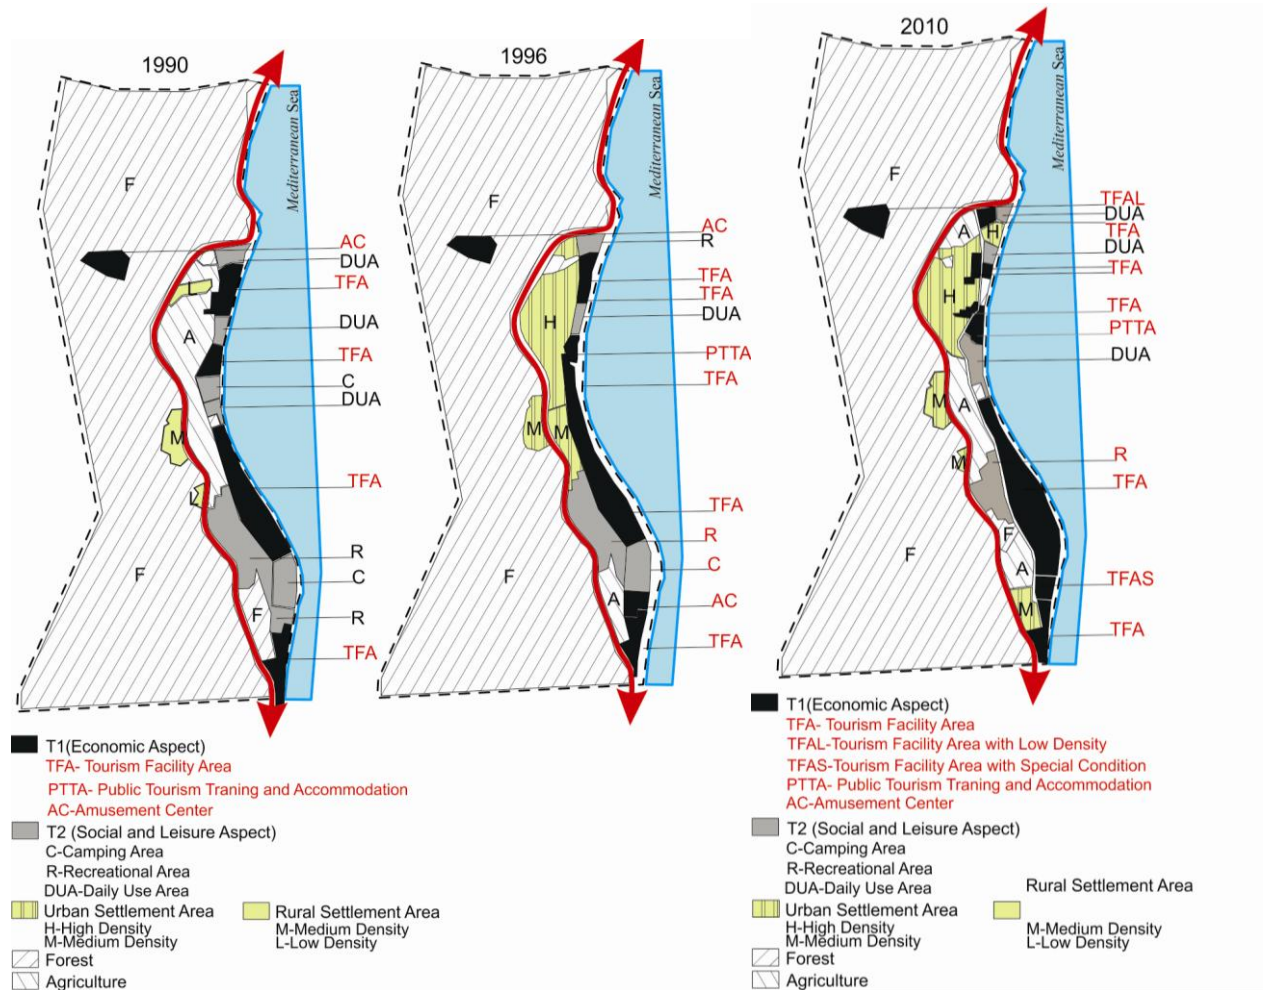 1990
Mediterranean Sea
F
AC
DUA
TFA
L
DUA
A
TFA
C
DUA
M
TFA
L
R
F
C
F
R
TFA
T1(Economic Aspect)
TFA- Tourism Facility Area
PTTA- Public Tourism Traning and Accommodation
AC-Amusement Center
T2 (Social and Leisure Aspect)
C-Camping Area
R-Recreational Area
DUA-Daily Use Area
Urban Settlement Area
H-High Density
M-Medium Density
Rural Settlement Area
M-Medium Density
L-Low Density
Forest
Agriculture
1996
Mediterranean Sea
F
AC
R
TFA
TFA
DUA
H
PTTA
TFA
M
M
TFA
R
C
F
A
AC
TFA
2010
Mediterranean Sea
F
TFAL
DUA
A
H
TFA
DUA
TFA
H
TFA
PTTA
DUA
M
A
R
M
TFA
F
F
A
TFAS
M
TFA
T1(Economic Aspect)
TFA- Tourism Facility Area
TFAL-Tourism Facility Area with Low Density
TFAS-Tourism Facility Area with Special Condition
PTTA- Public Tourism Traning and Accommodation
AC-Amusement Center
T2 (Social and Leisure Aspect)
C-Camping Area
R-Recreational Area
DUA-Daily Use Area
Urban Settlement Area
H-High Density
M-Medium Density
Rural Settlement Area
M-Medium Density
L-Low Density
Forest
Agriculture